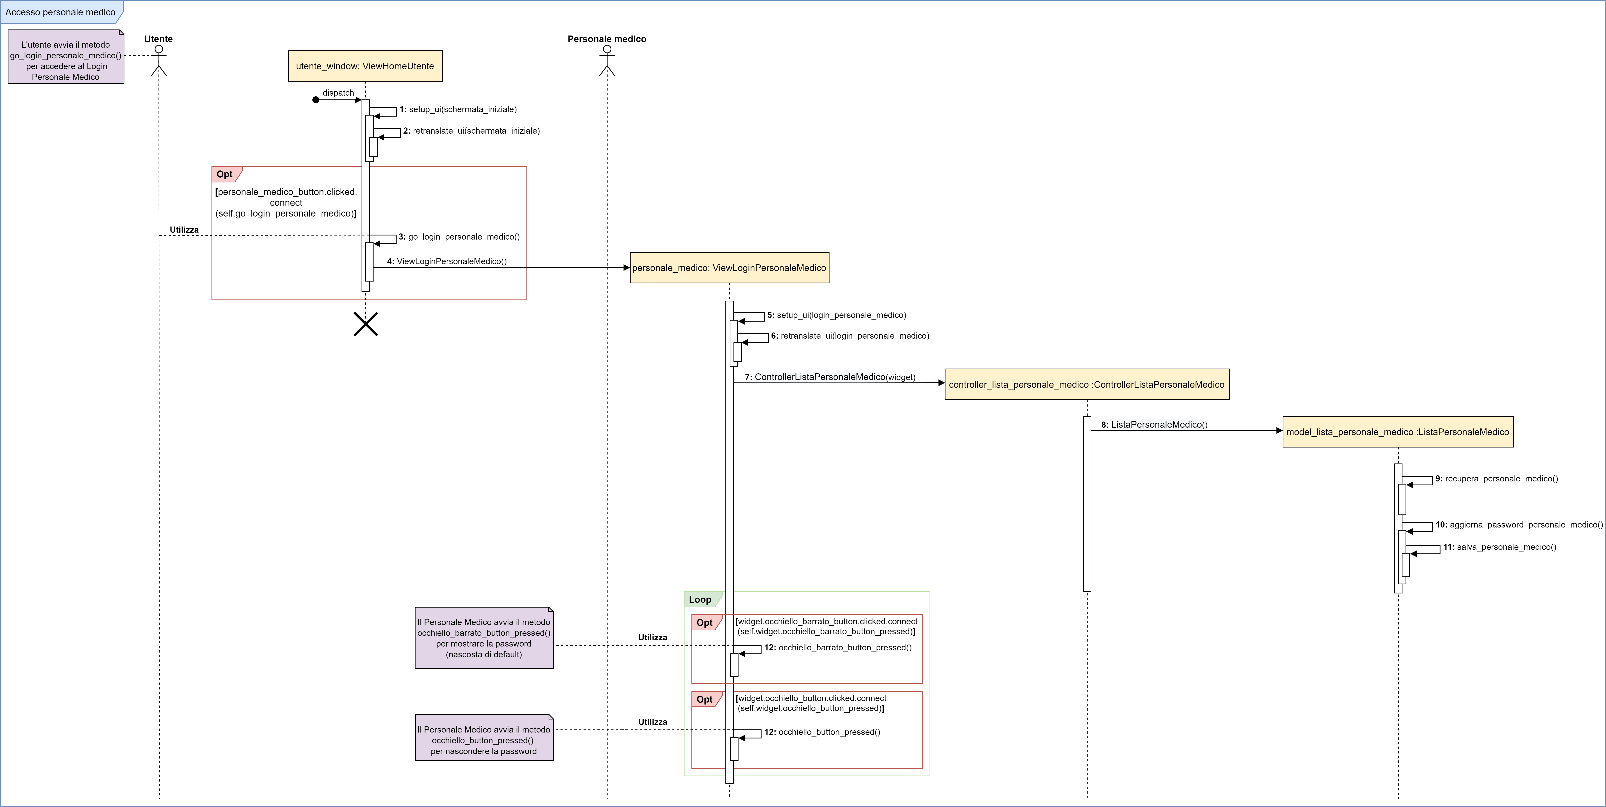 Accesso personale medico
L'utente avvia il metodo
go_login_personale_medico()
per accedere al Login
Personale Medico
Utente
Personale medico
utente_window: ViewHomeUtente
dispatch
1: setup_ui(schermata_iniziale)
2: retranslate_ui(schermata_iniziale)
Opt
[personale_medico_button.clicked.
connect
(self.go_login_personale_medico)]
Utilizza
3: go_login_personale_medico()
4: ViewLoginPersonaleMedico()
personale_medico: ViewLoginPersonaleMedico
5: setup_ui(login_personale_medico)
6: retranslate_ui(login_personale_medico)
7: ControllerListaPersonaleMedico(widget)
controller_lista_personale_medico :ControllerListaPersonaleMedico
8: ListaPersonaleMedico()
model_lista_personale_medico :ListaPersonaleMedico
9: recupera_personale_medico()
10: aggiorna_password_personale_medico()
11: salva_personale_medico()
Loop
Il Personale Medico avvia il metodo
occhiello_barrato_button_pressed()
per mostrare la password
(nascosta di default)
Utilizza
Opt
[widget.occhiello_barrato_button.clicked.connect
(self.widget.occhiello_barrato_button_pressed)]
12: occhiello_barrato_button_pressed()
Il Personale Medico avvia il metodo
occhiello_button_pressed()
per nascondere la password
Utilizza
Opt
[widget.occhiello_button.clicked.connect
(self.widget.occhiello_button_pressed)]
12: occhiello_button_pressed()